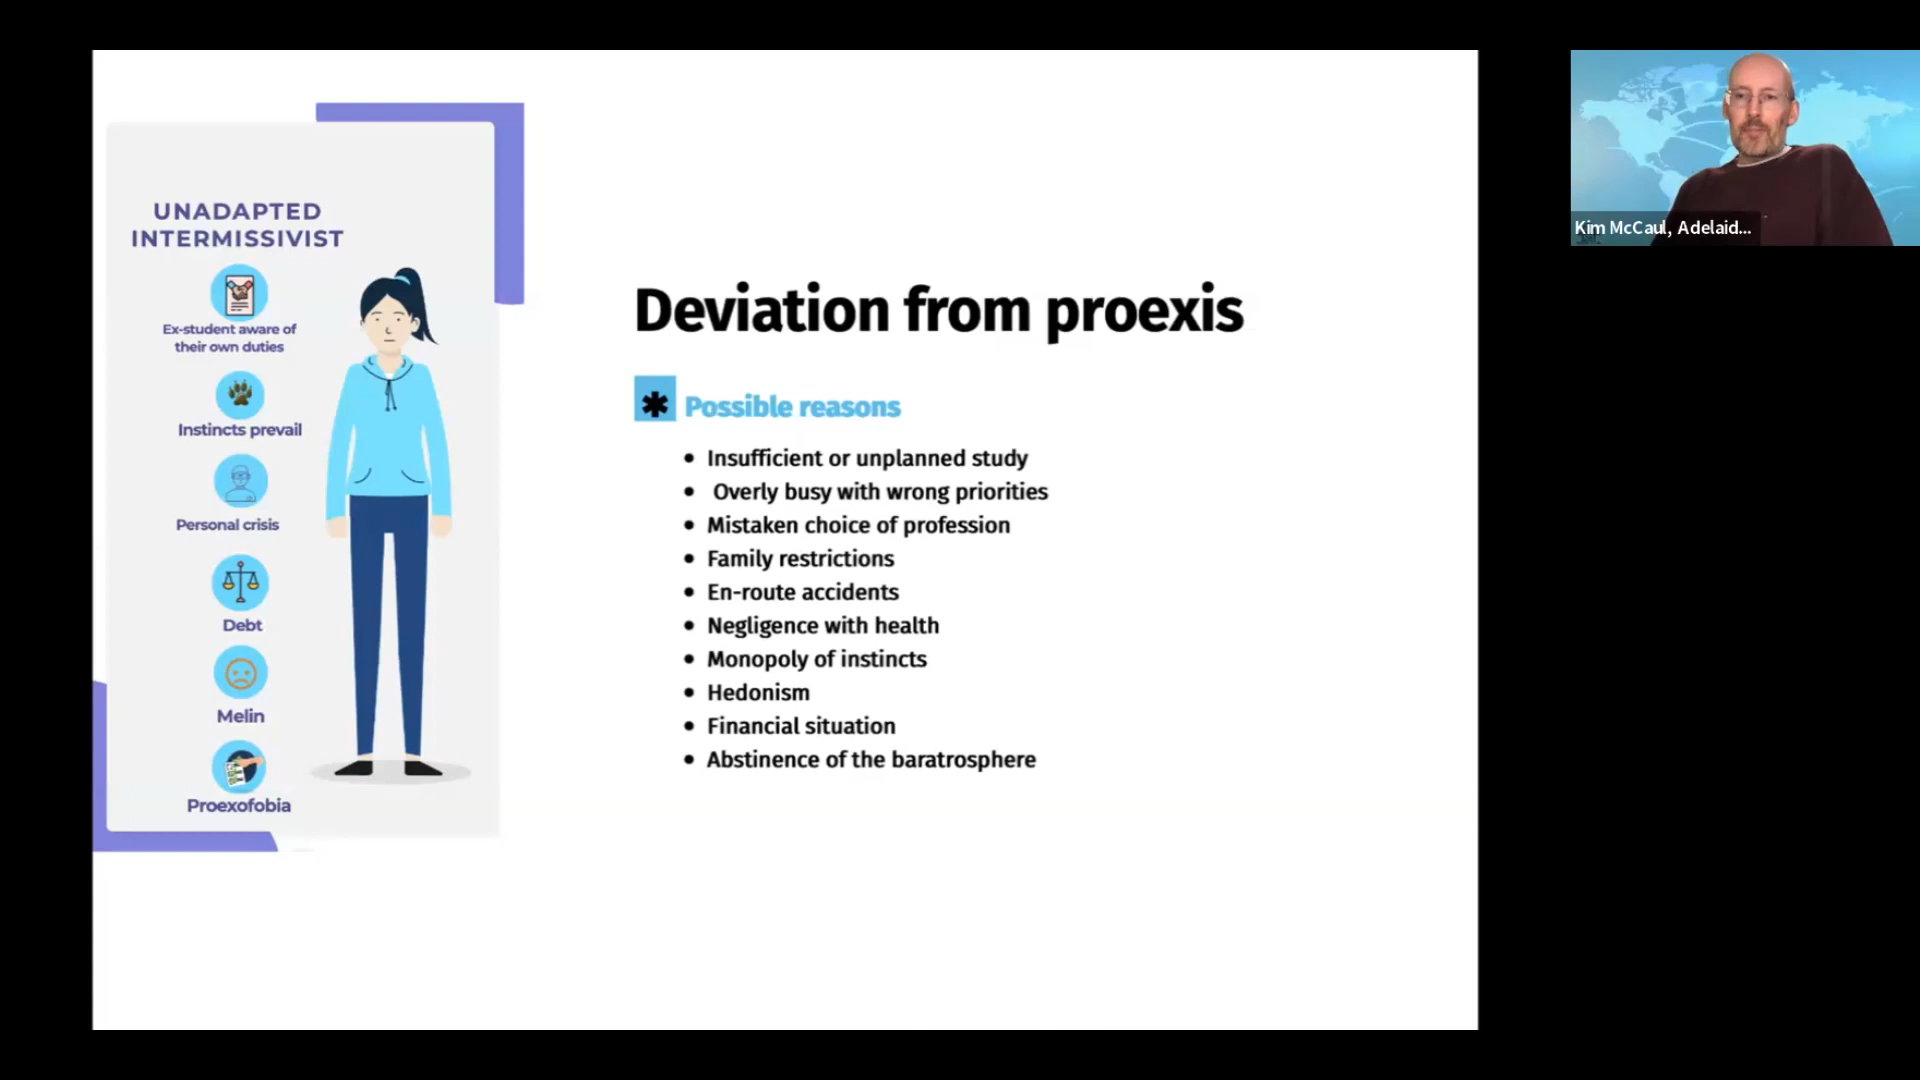 UNADAPTED
INTERMISSIVIST
Ex-student aware of
their own duties
Instincts prevail
Personal crisis
Debt
Melin
Proexofobia
Deviation from proexis
✱ Possible reasons
• Insufficient or unplanned study
• Overly busy with wrong priorities
• Mistaken choice of profession
• Family restrictions
• En-route accidents
• Negligence with health
• Monopoly of instincts
• Hedonism
• Financial situation
• Abstinence of the baratrosphere
Kim McCaul, Adelaid...